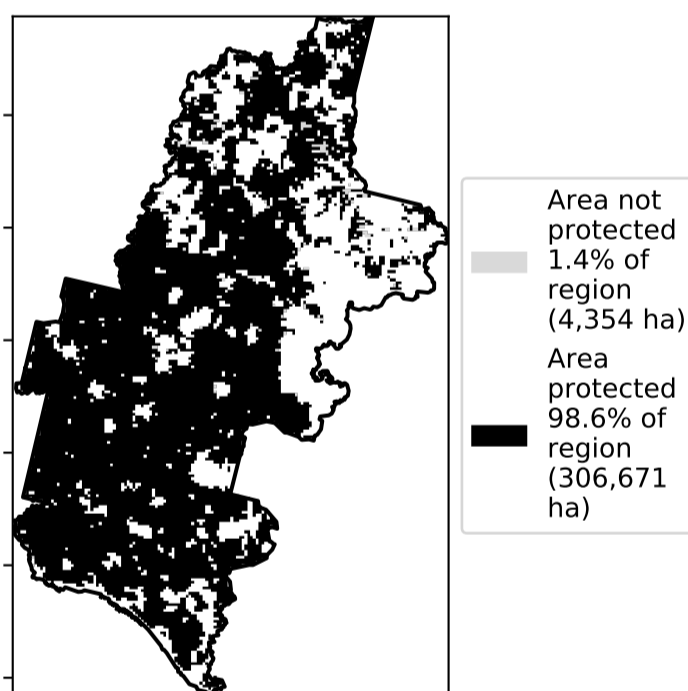 Area not
protected
1.4% of
region
(4,354 ha)
Area
protected
98.6% of
region
(306,671
ha)